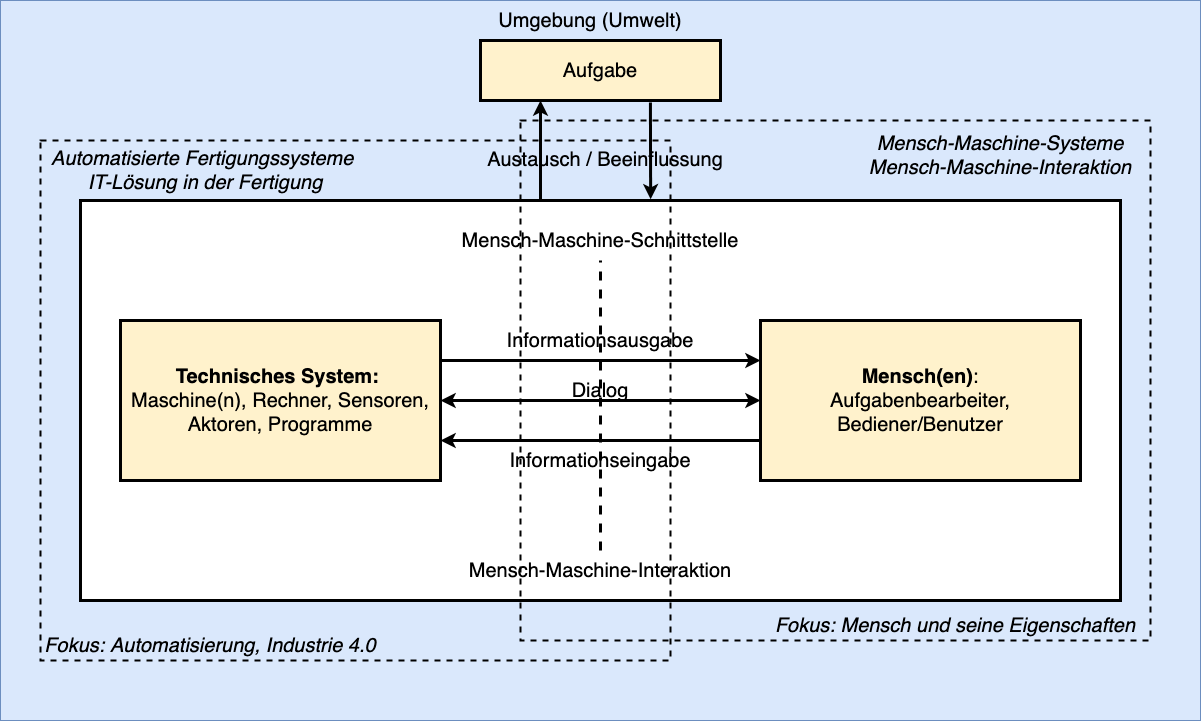 Umgebung (Umwelt)
Aufgabe
Austausch / Beeinflussung
Automatisierte Fertigungssysteme
IT-Lösung in der Fertigung
Mensch-Maschine-Systeme
Mensch-Maschine-Interaktion
Mensch-Maschine-Schnittstelle
Technisches System:
Maschine(n), Rechner, Sensoren,
Aktoren, Programme
Informationsausgabe
Dialog
Informationseingabe
Mensch(en):
Aufgabenbearbeiter,
Bediener/Benutzer
Mensch-Maschine-Interaktion
Fokus: Automatisierung, Industrie 4.0
Fokus: Mensch und seine Eigenschaften